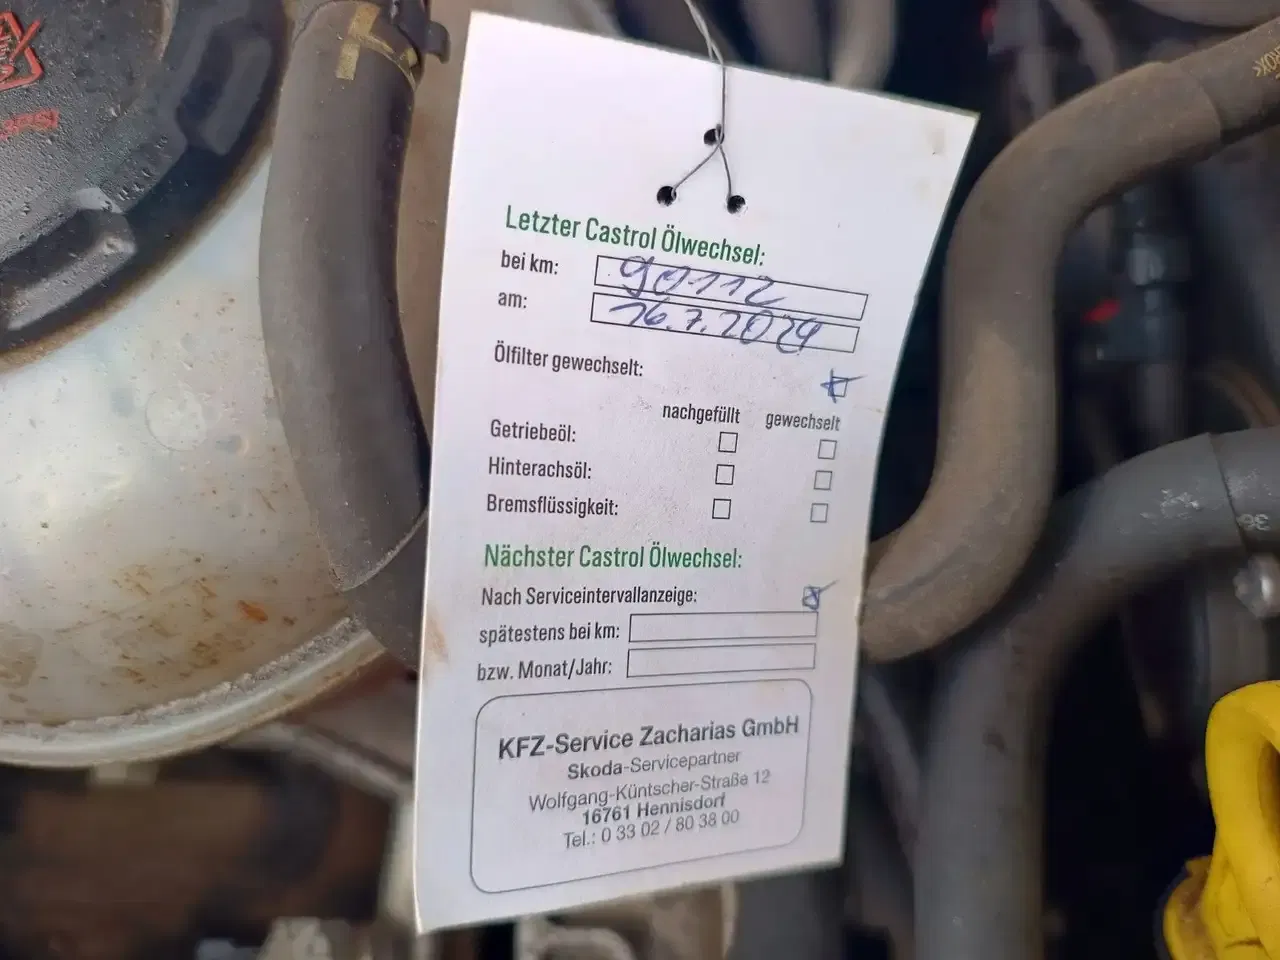 Letzter Castrol Ölwechsel:
bei km: 90112
am: 16.7.2024
Ölfilter gewechselt:
nachgefüllt gewechselt
Getriebeöl:
Hinterachsöl:
Bremsflüssigkeit:
Nächster Castrol Ölwechsel:
Nach Serviceintervallanzeige:
spätestens bei km:
bzw. Monat/Jahr:
KFZ-Service Zacharias GmbH
Skoda-Servicepartner
Wolfgang-Küntscher-Straße 12
16761 Hennisdorf
Tel.: 0 33 02 / 80 38 00
36